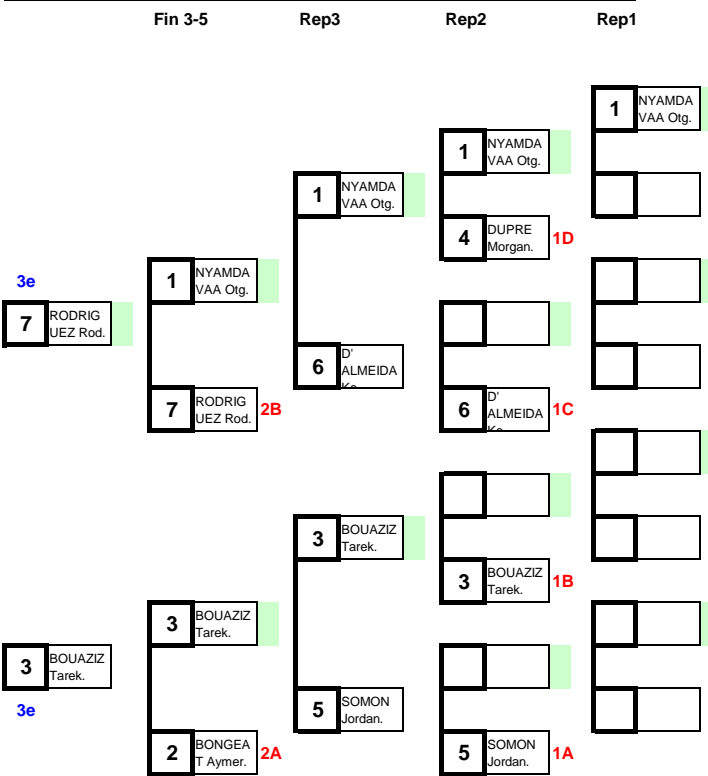 Fin 3-5 Rep3 Rep2 Rep1
1 NYAMDA
VAA Otg.
1 NYAMDA
VAA Otg.
1 NYAMDA
VAA Otg.
4 DUPRE
Morgan. 1D
1 NYAMDA
VAA Otg.
3e
7 RODRIG
UEZ Rod.
6 D'
ALMEIDA
Ke
7 RODRIG
UEZ Rod. 2B
6 D'
ALMEIDA
Ke
1C
3 BOUAZIZ
Tarek.
3 BOUAZIZ
Tarek. 1B
3 BOUAZIZ
Tarek.
3 BOUAZIZ
Tarek.
3e
5 SOMON
Jordan.
2 BONGEA
T Aymer. 2A
5 SOMON
Jordan. 1A